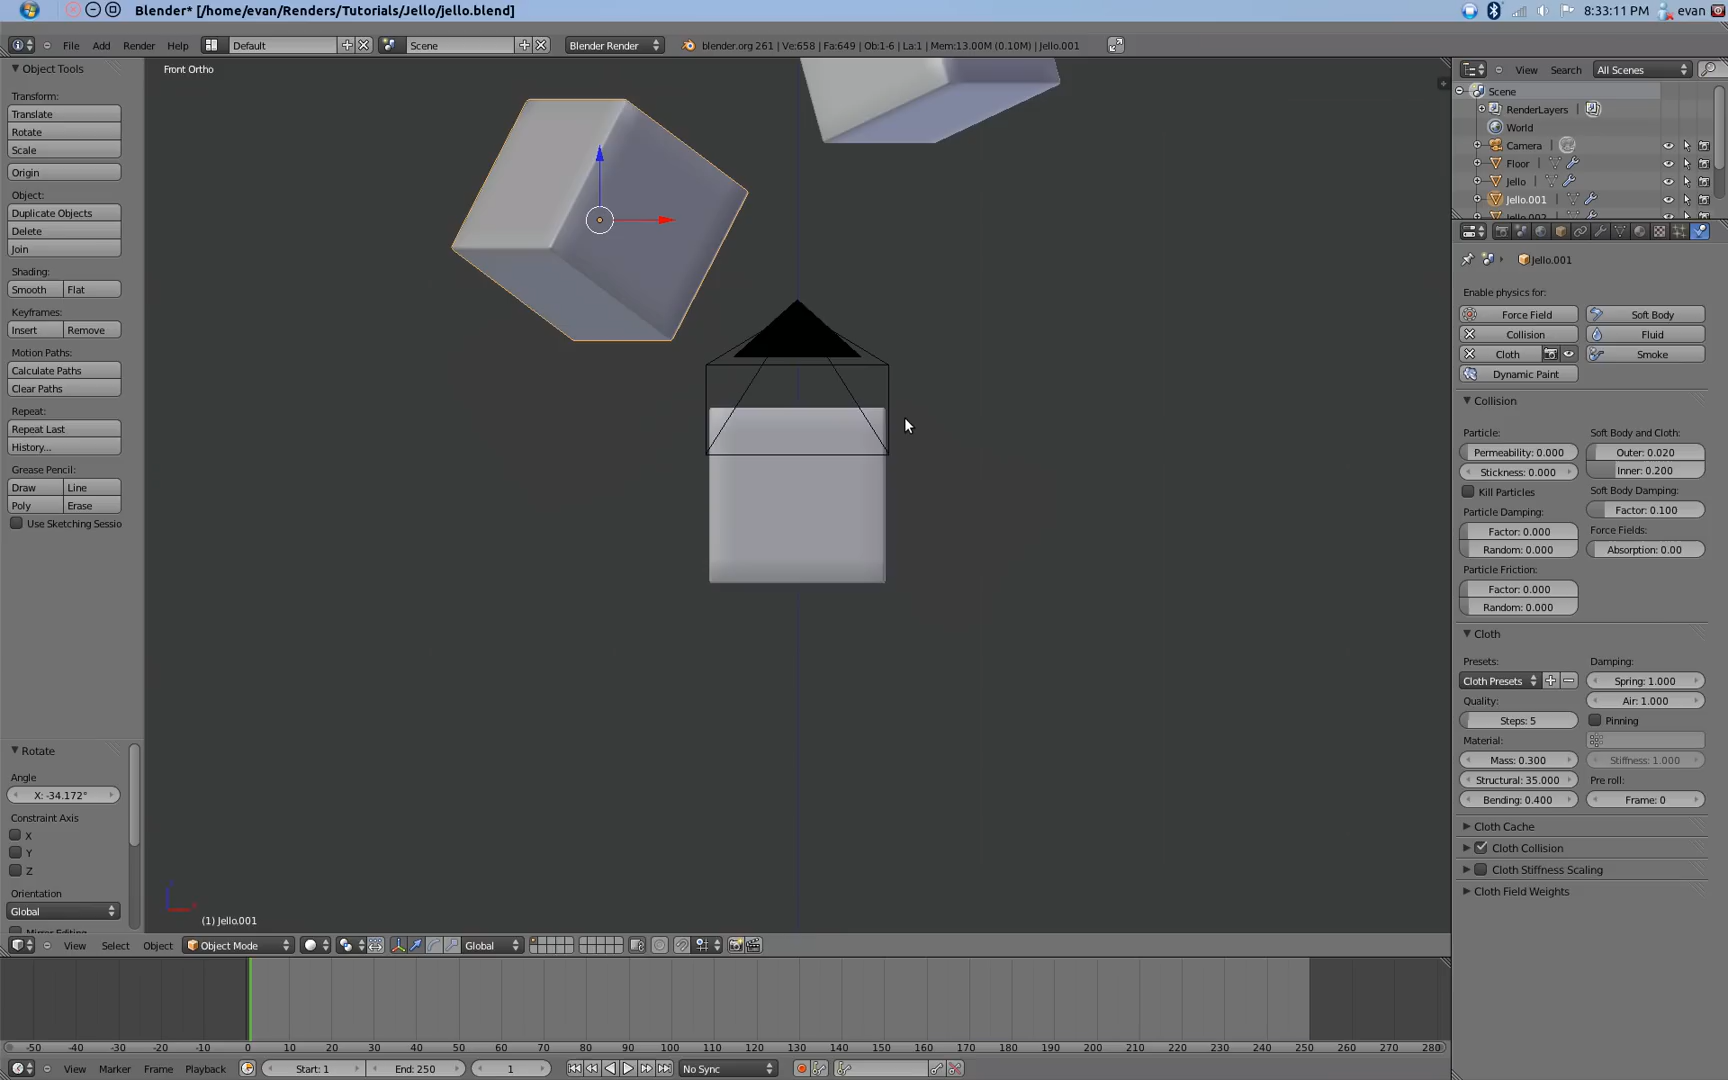 Blender* [/home/evan/Renders/Tutorials/Jello/jello.blend]
8:33:11 PM evan
File Add Render Help Default Scene Blender Render blender.org 261 | Ve:658 | Fa:649 | Ob:1-6 | La:1 | Mem:13.00M (0.10M) | Jello.001
Object Tools
Transform:
Translate
Rotate
Scale
Origin
Object:
Duplicate Objects
Delete
Join
Shading:
Smooth Flat
Keyframes:
Insert Remove
Motion Paths:
Calculate Paths
Clear Paths
Repeat:
Repeat Last
History...
Grease Pencil:
Draw Line
Poly Erase
Use Sketching Sessio
Rotate
Angle
X: -34.172°
Constraint Axis
X
Y
Z
Orientation
Global
Front Ortho
(1) Jello.001
View Select Object Object Mode Global
View Search All Scenes
Scene
RenderLayers
World
Camera
Floor
Jello
Jello.001
Jello.002
Jello.001
Enable physics for:
Force Field Soft Body
Collision Fluid
Cloth Smoke
Dynamic Paint
Collision
Particle: Soft Body and Cloth:
Permeability: 0.000 Outer: 0.020
Stickness: 0.000 Inner: 0.200
Kill Particles Soft Body Damping:
Particle Damping: Factor: 0.100
Factor: 0.000 Force Fields:
Random: 0.000 Absorption: 0.00
Particle Friction:
Factor: 0.000
Random: 0.000
Cloth
Presets: Damping:
Cloth Presets Spring: 1.000
Quality: Air: 1.000
Steps: 5 Pinning
Material:
Mass: 0.300 Stiffness: 1.000
Structural: 35.000 Pre roll:
Bending: 0.400 Frame: 0
Cloth Cache
Cloth Collision
Cloth Stiffness Scaling
Cloth Field Weights
-50 -40 -30 -20 -10 0 10 20 30 40 50 60 70 80 90 100 110 120 130 140 150 160 170 180 190 200 210 220 230 240 250 260 270 280
View Marker Frame Playback Start: 1 End: 250 1 No Sync